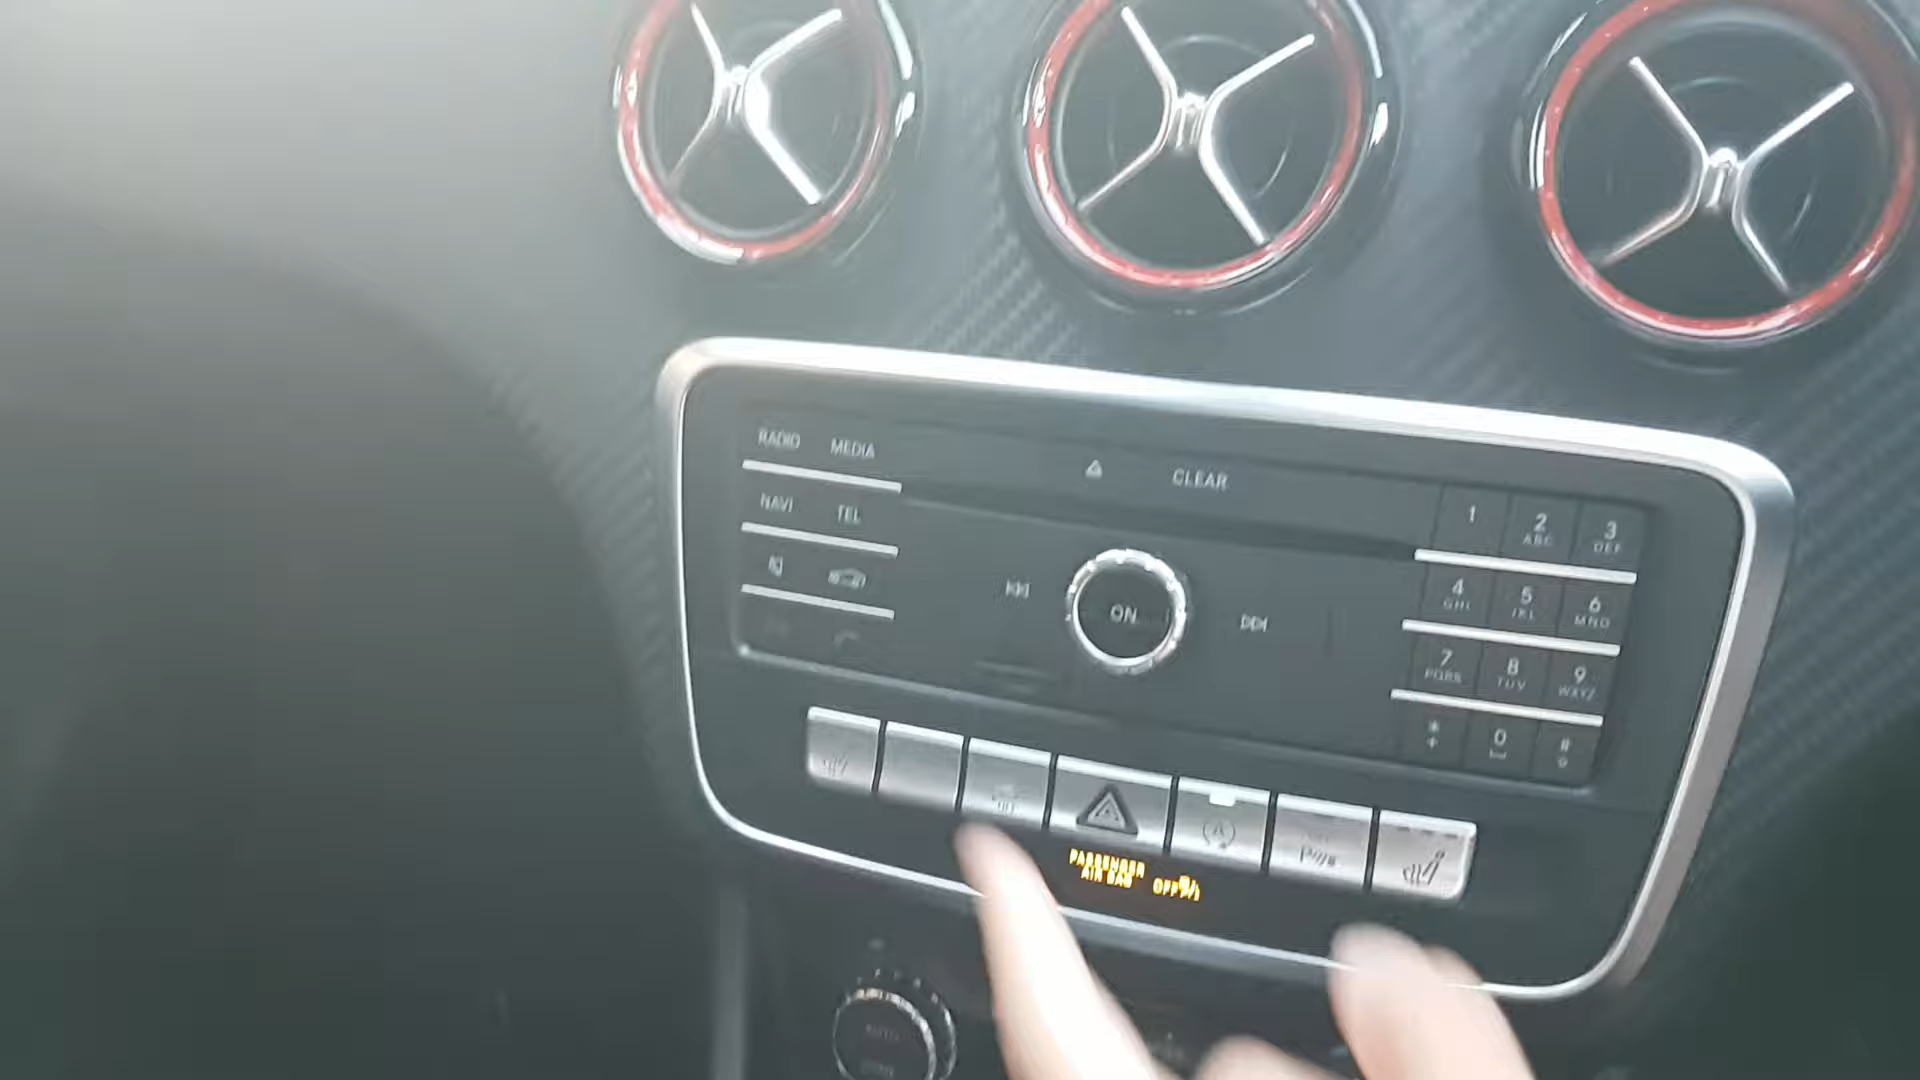 RADIO MEDIA
CLEAR
NAVI TEL
1 2 3
ABC DEF
ON
4 5 6
GHI JKL MNO
7 8 9
PQRS TUV WXYZ
* 0 #
+
PASSENGER
AIR BAG OFF
AUTO